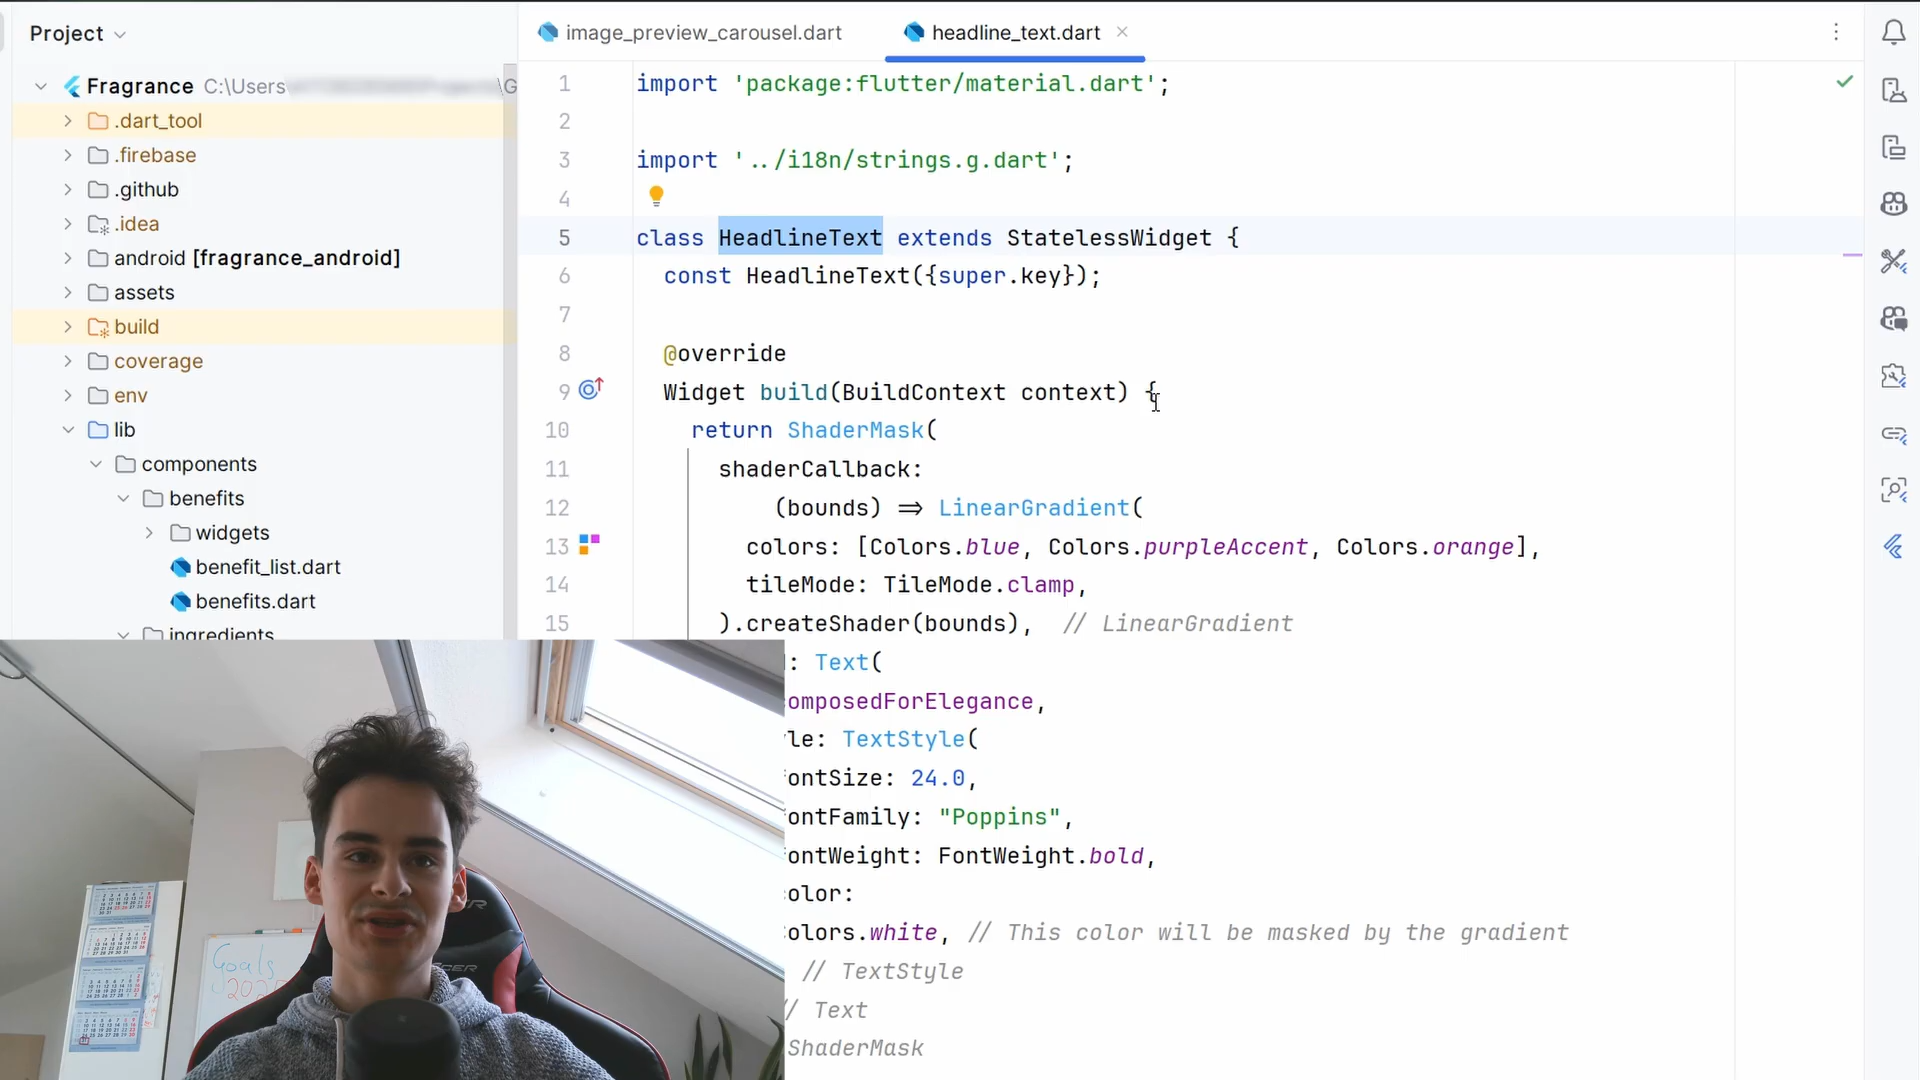 Project
Fragrance C:\Users \G
.dart_tool
.firebase
.github
.idea
android [fragrance_android]
assets
build
coverage
env
lib
components
benefits
widgets
benefit_list.dart
benefits.dart
ingredients
image_preview_carousel.dart
headline_text.dart
1 import 'package:flutter/material.dart';
2
3 import '../i18n/strings.g.dart';
4
5 class HeadlineText extends StatelessWidget {
6 const HeadlineText({super.key});
7
8 @override
9 Widget build(BuildContext context) {
10 return ShaderMask(
11 shaderCallback:
12 (bounds) => LinearGradient(
13 colors: [Colors.blue, Colors.purpleAccent, Colors.orange],
14 tileMode: TileMode.clamp,
15 ).createShader(bounds), // LinearGradient
: Text(
omposedForElegance,
le: TextStyle(
ontSize: 24.0,
ontFamily: "Poppins",
ontWeight: FontWeight.bold,
olor:
olors.white, // This color will be masked by the gradient
// TextStyle
/ Text
ShaderMask
Goals